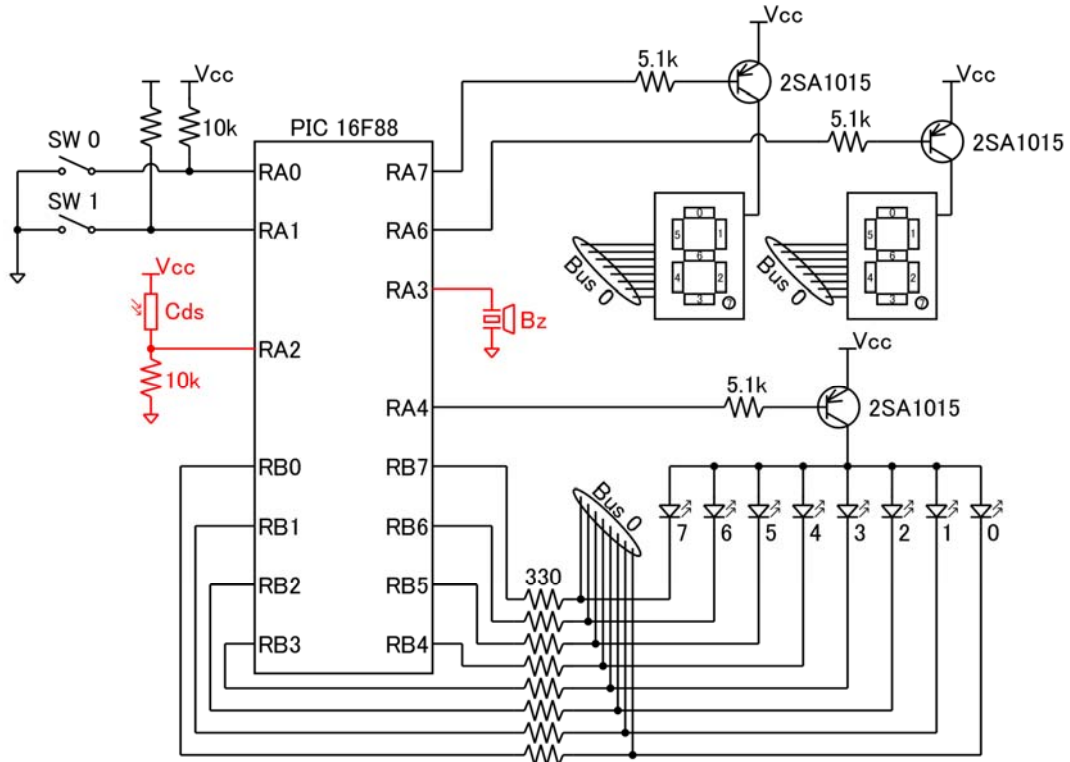 Vcc
5.1k
2SA1015
Vcc
5.1k
2SA1015
Vcc
10k
PIC 16F88
SW 0
SW 1
RA0
RA1
RA2
RB0
RB1
RB2
RB3
RA7
RA6
RA3
RA4
RB7
RB6
RB5
RB4
Vcc
Cds
10k
Bz
Bus 0
0
5 1
6
4 2
3
7
Bus 0
0
5 1
6
4 2
3
7
Vcc
5.1k
2SA1015
Bus 0
7 6 5 4 3 2 1 0
330